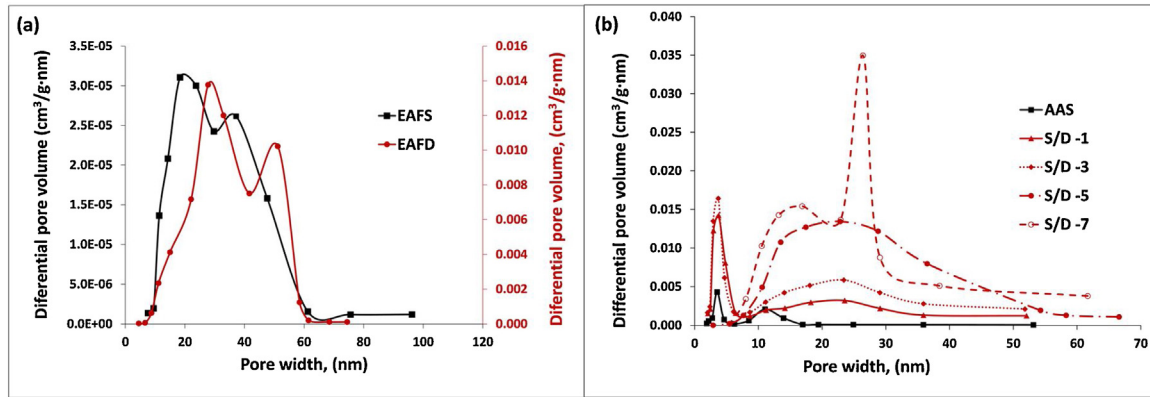 (a)
Diferential pore volume (cm³/g·nm)
3.5E-05
3.0E-05
2.5E-05
2.0E-05
1.5E-05
1.0E-05
5.0E-06
0.0E+00
0 20 40 60 80 100 120
Pore width, (nm)
EAFS
EAFD
0.016
0.014
0.012
0.010
0.008
0.006
0.004
0.002
0.000
Diferential pore volume, (cm³/g·nm)
(b)
Differential pore volume (cm³/g·nm)
0.040
0.035
0.030
0.025
0.020
0.015
0.010
0.005
0.000
0 10 20 30 40 50 60 70
Pore width, (nm)
AAS
S/D -1
S/D -3
S/D -5
S/D -7